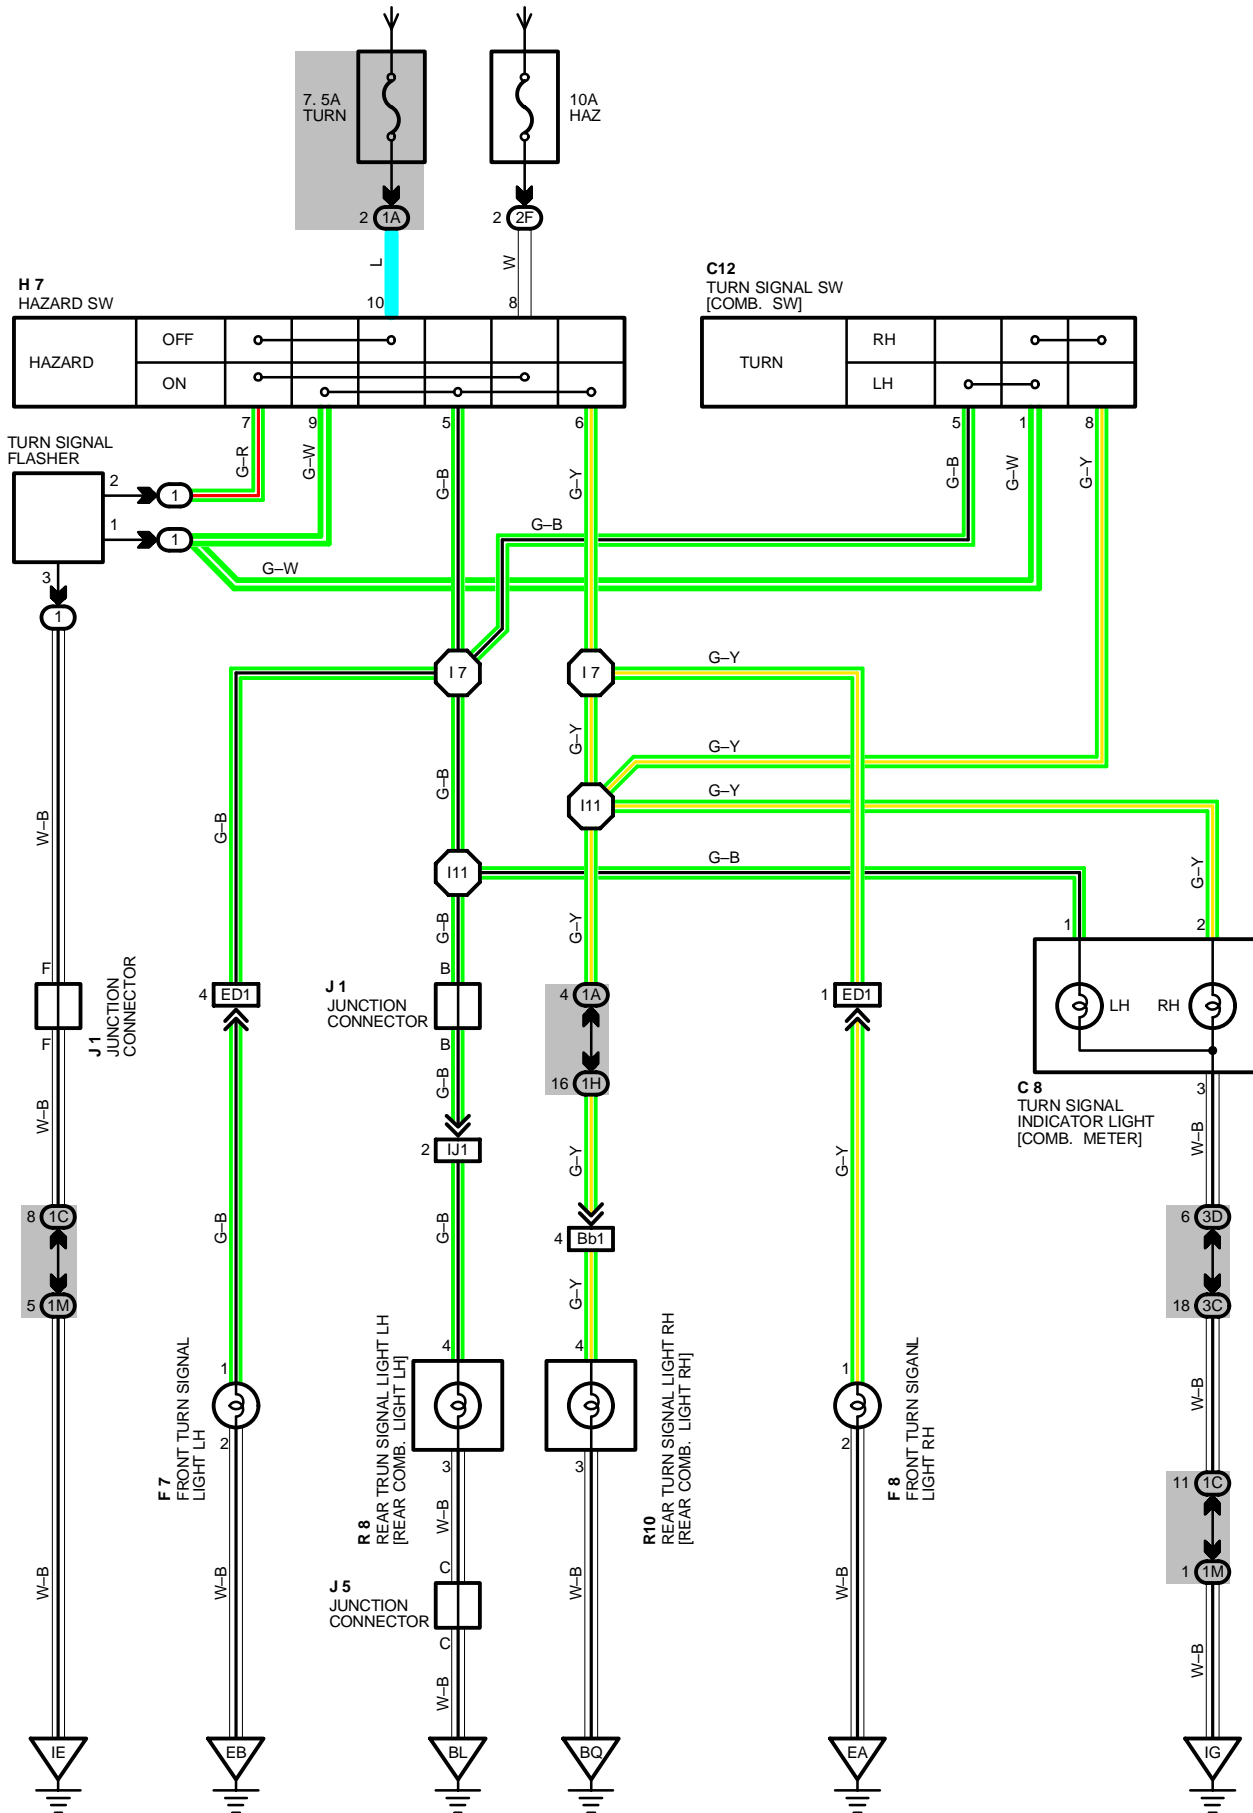 7. 5A
TURN
10A
HAZ
2 1A
2 2F
L
W
H 7
HAZARD SW
10
8
C12
TURN SIGNAL SW
[COMB. SW]
HAZARD
OFF
ON
TURN
RH
LH
7
9
5
6
5
1
8
G–R
G–W
G–B
G–Y
G–B
G–W
G–Y
TURN SIGNAL
FLASHER
2
1
1
1
3
1
G–B
G–W
I 7
I 7
G–Y
G–Y
G–Y
G–B
I11
G–Y
W–B
G–B
I11
G–B
G–Y
G–B
G–Y
1
2
F
J 1
JUNCTION
CONNECTOR
F
4 ED1
B
J 1
JUNCTION
CONNECTOR
B
4 1A
16 1H
1 ED1
LH
RH
C 8
TURN SIGNAL
INDICATOR LIGHT
[COMB. METER]
3
W–B
G–B
2 IJ1
G–Y
G–Y
W–B
8 1C
5 1M
G–B
G–B
4 Bb1
G–Y
6 3D
18 3C
1
2
F 7
FRONT TURN SIGNAL
LIGHT LH
4
3
R 8
REAR TRUN SIGNAL LIGHT LH
[REAR COMB. LIGHT LH]
4
3
R10
REAR TURN SIGNAL LIGHT RH
[REAR COMB. LIGHT RH]
1
2
F 8
FRONT TURN SIGANL
LIGHT RH
W–B
11 1C
1 1M
W–B
W–B
W–B
W–B
C
J 5
JUNCTION
CONNECTOR
C
W–B
W–B
W–B
W–B
IE
EB
BL
BQ
EA
IG